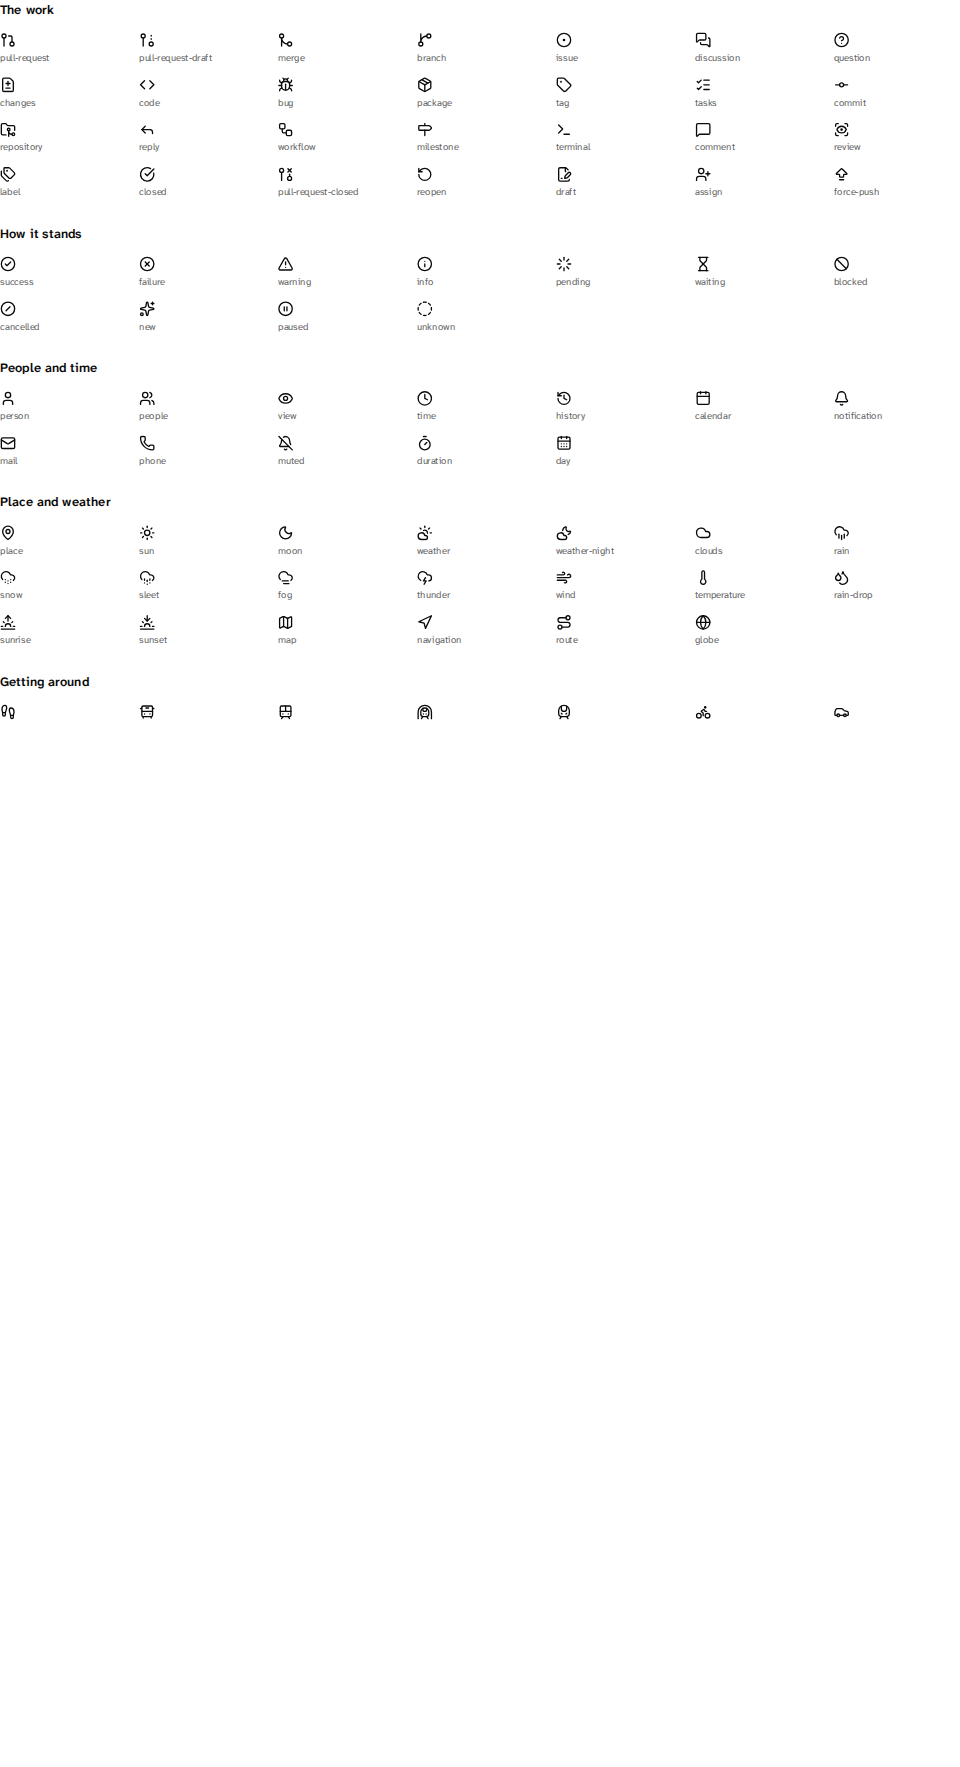 The work
pull-request pull-request-draft merge branch issue discussion question
changes code bug package tag tasks commit
repository reply workflow milestone terminal comment review
label closed pull-request-closed reopen draft assign force-push
How it stands
success failure warning info pending waiting blocked
cancelled new paused unknown
People and time
person people view time history calendar notification
mail phone muted duration day
Place and weather
place sun moon weather weather-night clouds rain
snow sleet fog thunder wind temperature rain-drop
sunrise sunset map navigation route globe
Getting around